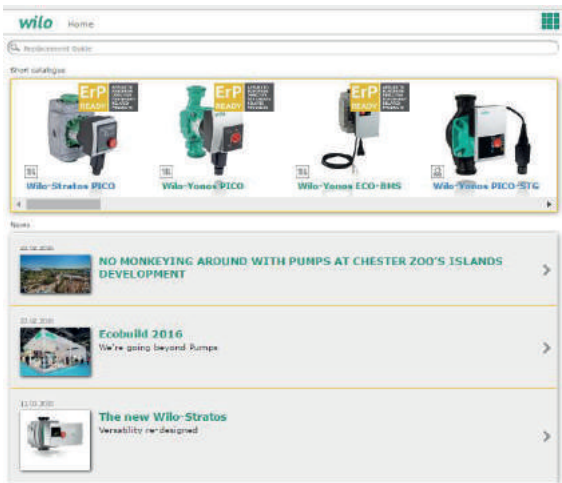 wilo Home
Replacement Guide
Short catalogue
ErP
READY
ErP
READY
ErP
READY
Wilo-Stratos PICO
Wilo-Yonos PICO
Wilo-Yonos ECO-BMS
Wilo-Yonos PICO-STG
News
NO MONKEYING AROUND WITH PUMPS AT CHESTER ZOO'S ISLANDS
DEVELOPMENT
Ecobuild 2016
We're going beyond Pumps
The new Wilo-Stratos
Versatility re-designed